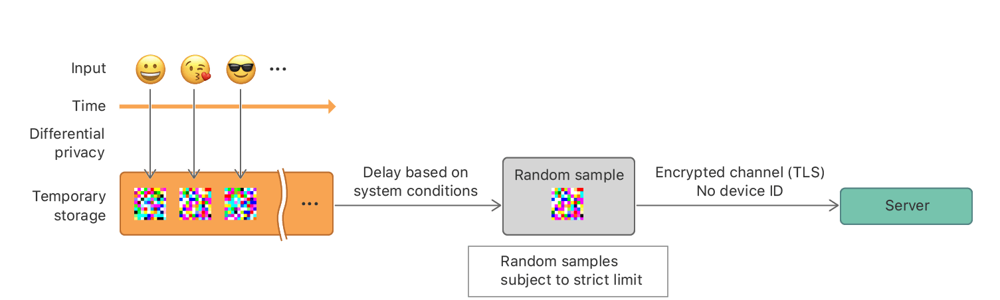 Input
...
Time
Differential
privacy
Temporary
storage
...
Delay based on
system conditions
Random sample
Random samples
subject to strict limit
Encrypted channel (TLS)
No device ID
Server